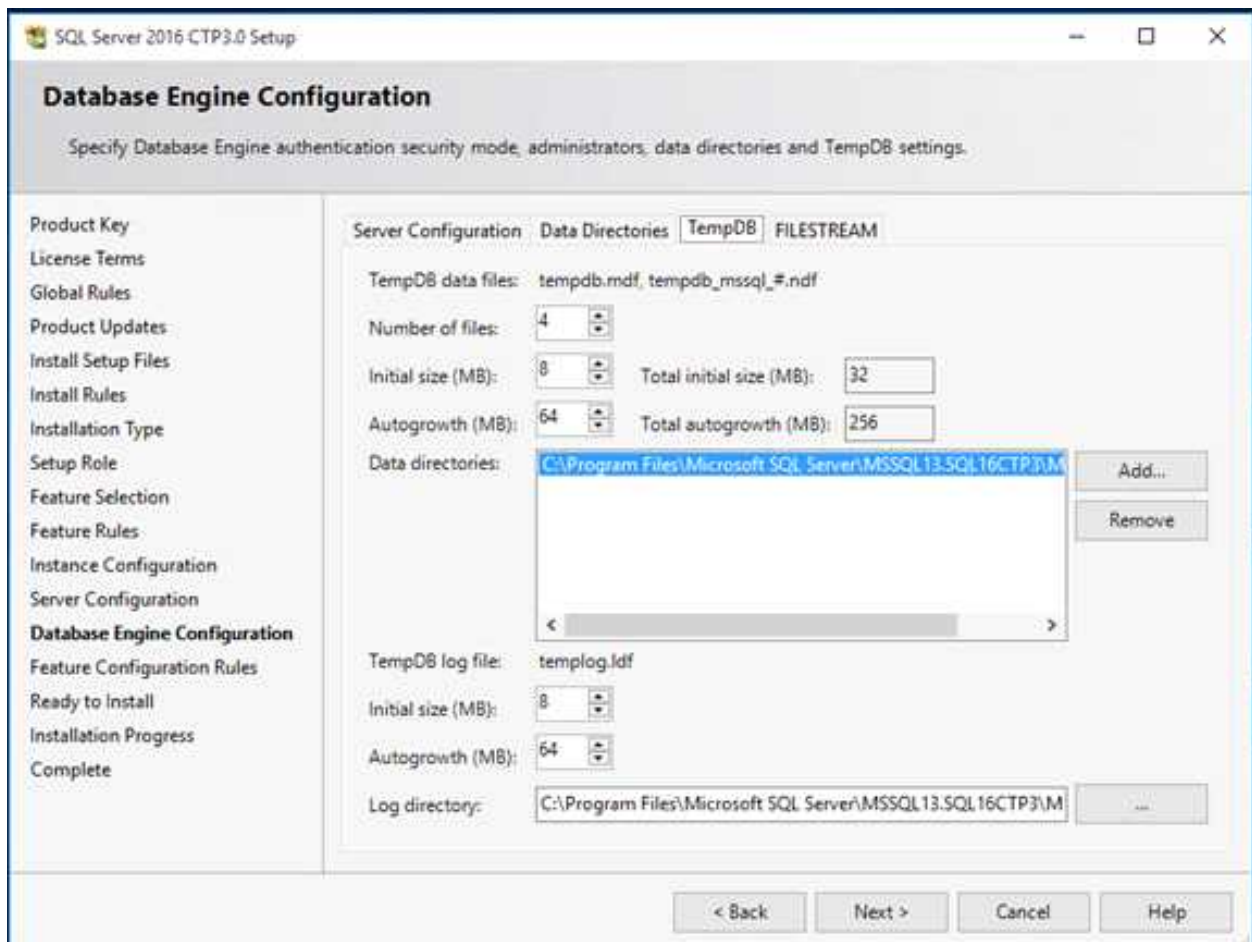 SQL Server 2016 CTP3.0 Setup
Database Engine Configuration
Specify Database Engine authentication security mode, administrators, data directories and TempDB settings.
Product Key
License Terms
Global Rules
Product Updates
Install Setup Files
Install Rules
Installation Type
Setup Role
Feature Selection
Feature Rules
Instance Configuration
Server Configuration
Database Engine Configuration
Feature Configuration Rules
Ready to Install
Installation Progress
Complete
Server Configuration Data Directories TempDB FILESTREAM
TempDB data files: tempdb.mdf, tempdb_mssql_#.ndf
Number of files: 4
Initial size (MB): 8 Total initial size (MB): 32
Autogrowth (MB): 64 Total autogrowth (MB): 256
Data directories: C:\Program Files\Microsoft SQL Server\MSSQL13.SQL16CTP3\M Add...
Remove
TempDB log file: templog.ldf
Initial size (MB): 8
Autogrowth (MB): 64
Log directory: C:\Program Files\Microsoft SQL Server\MSSQL13.SQL16CTP3\M ...
< Back Next > Cancel Help